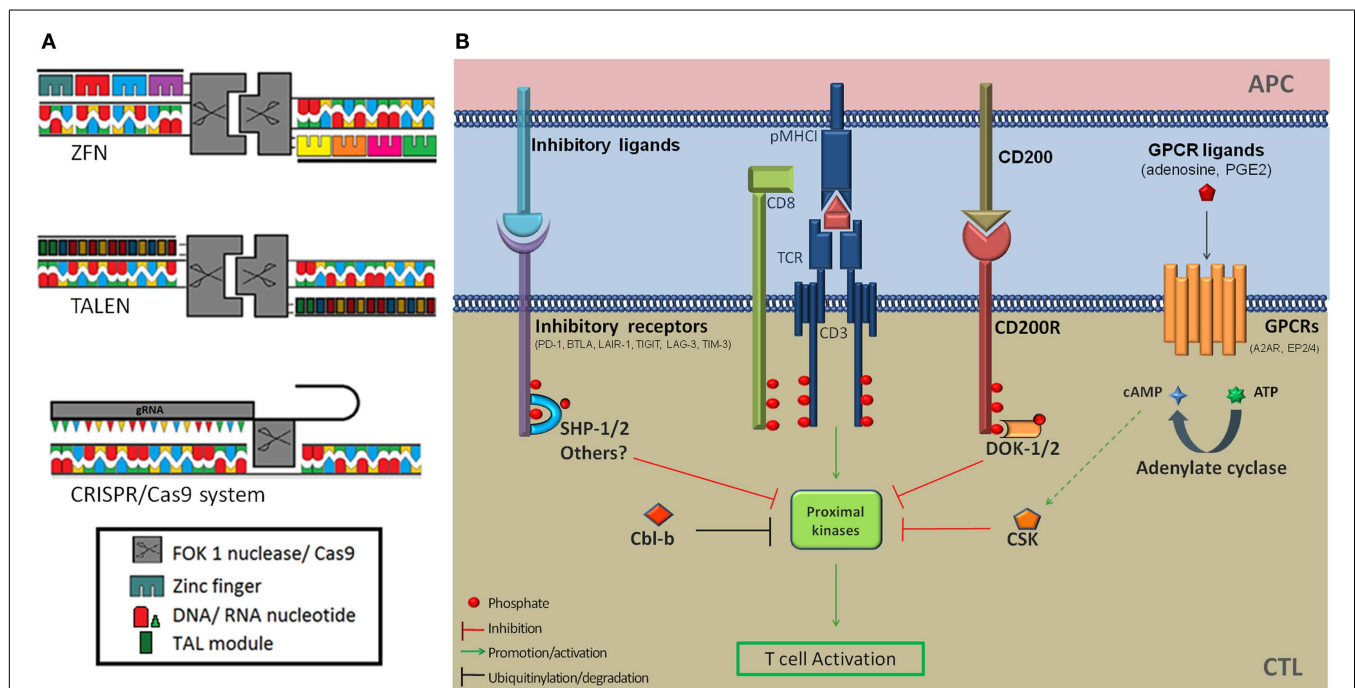 A
ZFN
TALEN
gRNA
CRISPR/Cas9 system
FOK 1 nuclease/ Cas9
Zinc finger
DNA/ RNA nucleotide
TAL module
B
APC
pMHCI
Inhibitory ligands
CD200
GPCR ligands
(adenosine, PGE2)
CD8
TCR
Inhibitory receptors
(PD-1, BTLA, LAIR-1, TIGIT, LAG-3, TIM-3)
CD3
CD200R
GPCRs
(A2AR, EP2/4)
cAMP
ATP
SHP-1/2
Others?
DOK-1/2
Adenylate cyclase
Proximal
kinases
Cbl-b
CSK
Phosphate
Inhibition
Promotion/activation
Ubiquitinylation/degradation
T cell Activation
CTL